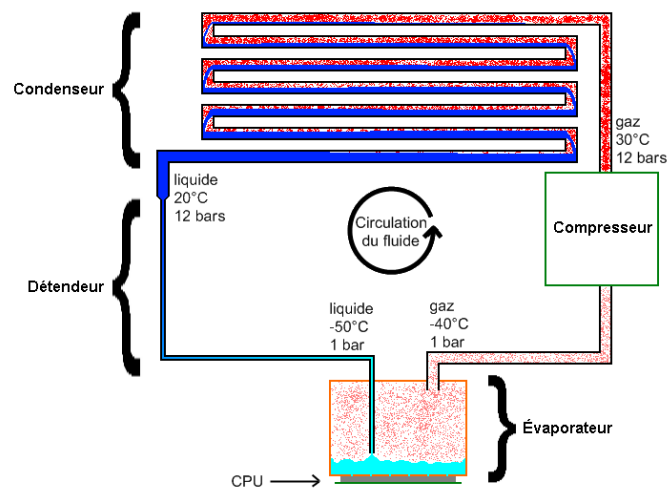 Condenseur
gaz
30°C
12 bars
liquide
20°C
12 bars
Compresseur
Circulation
du fluide
Détendeur
liquide
-50°C
1 bar
gaz
-40°C
1 bar
Évaporateur
CPU